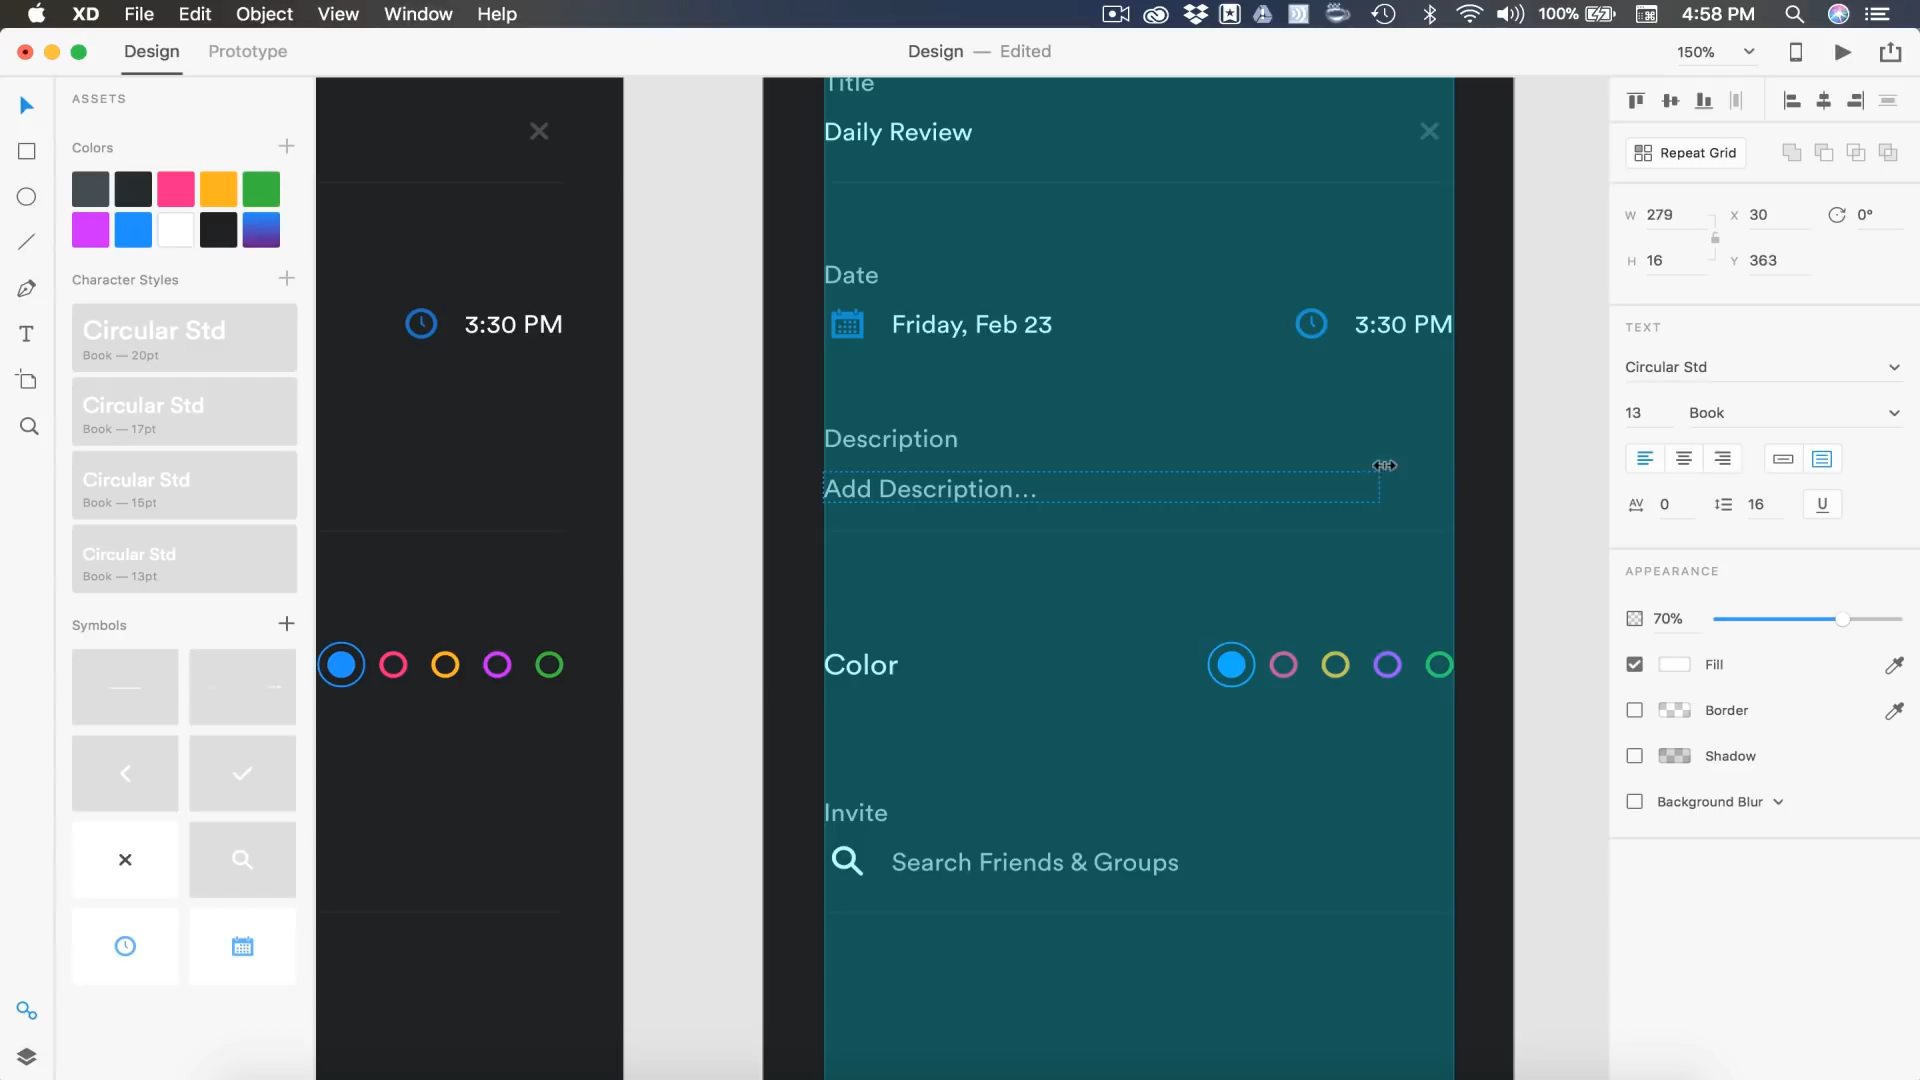 XD File Edit Object View Window Help
100% 4:58 PM
Design Prototype
Design — Edited
150%
ASSETS
Colors
Character Styles
Circular Std
Book — 20pt
Circular Std
Book — 17pt
Circular Std
Book — 15pt
Circular Std
Book — 13pt
Symbols
3:30 PM
Title
Daily Review
Date
Friday, Feb 23
3:30 PM
Description
Add Description...
Color
Invite
Search Friends & Groups
Repeat Grid
W 279 X 30 0°
H 16 Y 363
TEXT
Circular Std
13 Book
AV 0 16 U
APPEARANCE
70%
Fill
Border
Shadow
Background Blur